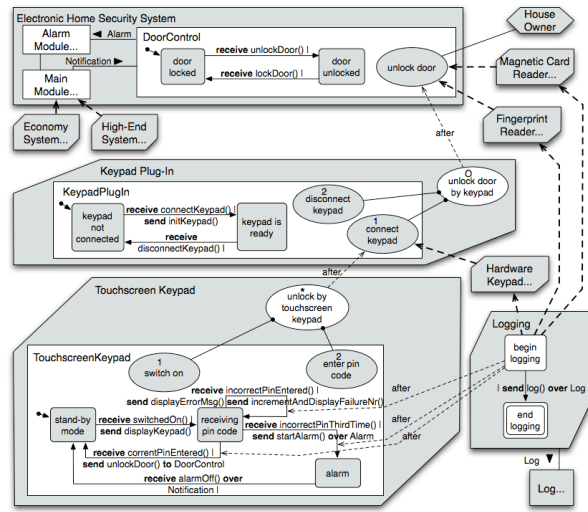 Electronic Home Security System
House
Owner
Alarm
Module...
Alarm
DoorControl
Notification
Main
Module...
door
locked
receive unlockDoor() |
receive lockDoor() |
door
unlocked
unlock door
Magnetic Card
Reader...
Economy
System...
High-End
System...
Fingerprint
Reader...
after
Keypad Plug-In
O
unlock door
by keypad
KeypadPlugIn
2
disconnect
keypad
keypad
not
connected
receive connectKeypad() |
send initKeypad()
receive
disconnectKeypad() |
keypad is
ready
1
connect
keypad
after
Hardware
Keypad...
Touchscreen Keypad
*
unlock by
touchscreen
keypad
Logging
begin
logging
TouchscreenKeypad
1
switch on
2
enter pin
code
| send log() over Log
end
logging
receive incorrectPinEntered() |
send displayErrorMsg() send incrementAndDisplayFailureNr()
after
stand-by
mode
receive switchedOn() |
send displayKeypad()
receiving
pin code
receive incorrectPinThirdTime() |
send startAlarm() over Alarm
after
after
receive correntPinEntered() |
send unlockDoor() to DoorControl
alarm
receive alarmOff() over
Notification |
Log
Log...